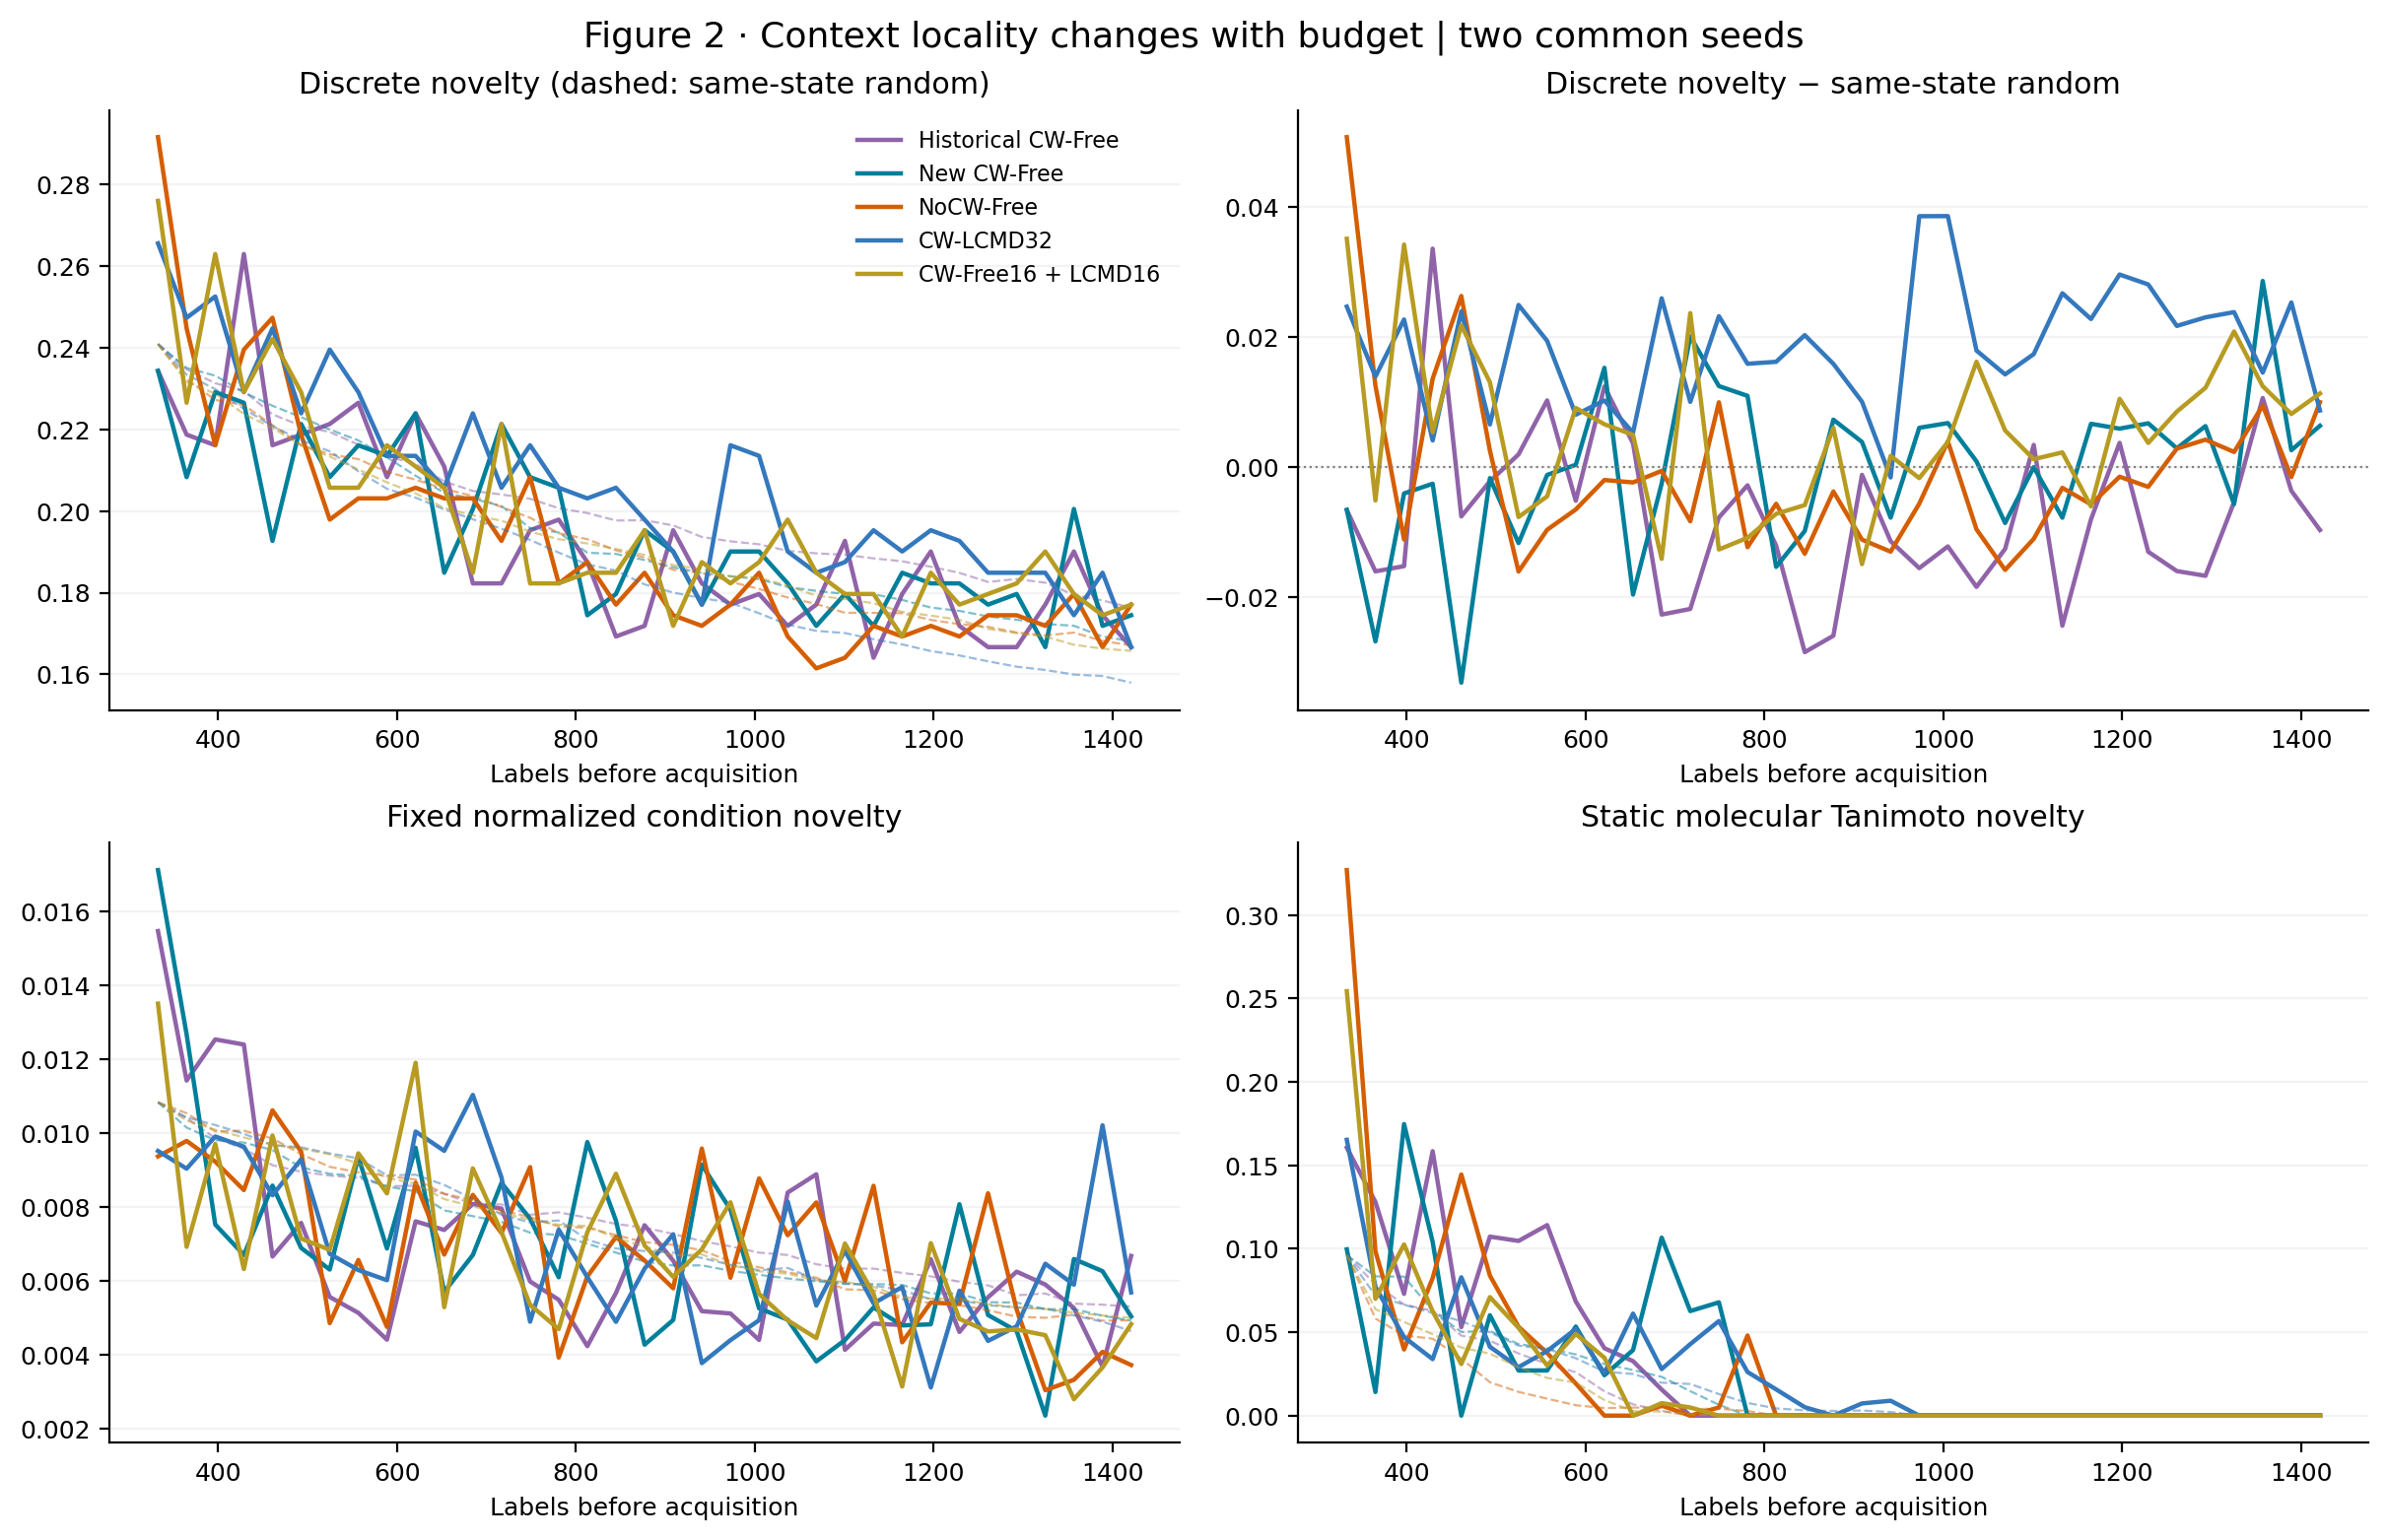 Figure 2 · Context locality changes with budget | two common seeds
Discrete novelty (dashed: same-state random)
Historical CW-Free
New CW-Free
NoCW-Free
CW-LCMD32
CW-Free16 + LCMD16
0.28
0.26
0.24
0.22
0.20
0.18
0.16
400 600 800 1000 1200 1400
Labels before acquisition
Discrete novelty − same-state random
0.04
0.02
0.00
−0.02
400 600 800 1000 1200 1400
Labels before acquisition
Fixed normalized condition novelty
0.016
0.014
0.012
0.010
0.008
0.006
0.004
0.002
400 600 800 1000 1200 1400
Labels before acquisition
Static molecular Tanimoto novelty
0.30
0.25
0.20
0.15
0.10
0.05
0.00
400 600 800 1000 1200 1400
Labels before acquisition